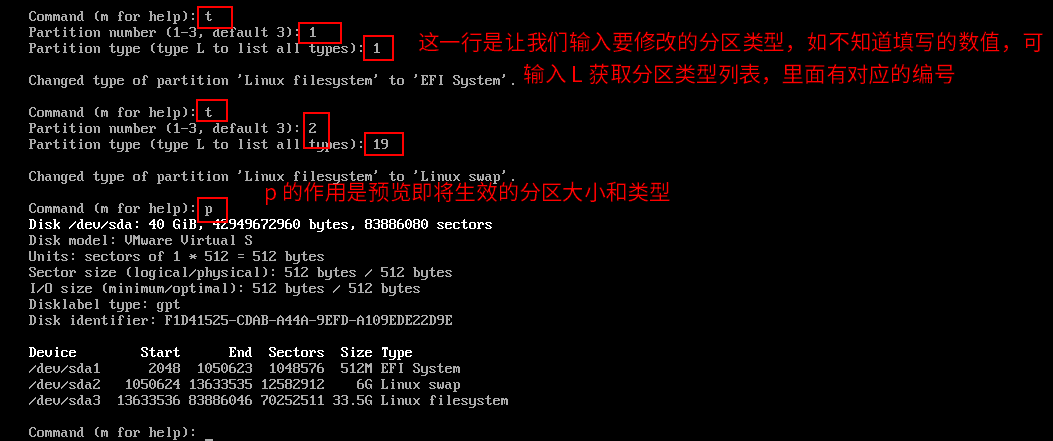 Command (m for help): t
Partition number (1-3, default 3): 1
Partition type (type L to list all types): 1
这一行是让我们输入要修改的分区类型，如不知道填写的数值，可
输入 L 获取分区类型列表，里面有对应的编号
Changed type of partition 'Linux filesystem' to 'EFI System'.
Command (m for help): t
Partition number (1-3, default 3): 2
Partition type (type L to list all types): 19
Changed type of partition 'Linux filesystem' to 'Linux swap'.
p 的作用是预览即将生效的分区大小和类型
Command (m for help): p
Disk /dev/sda: 40 GiB, 42949672960 bytes, 83886080 sectors
Disk model: VMware Virtual S
Units: sectors of 1 * 512 = 512 bytes
Sector size (logical/physical): 512 bytes / 512 bytes
I/O size (minimum/optimal): 512 bytes / 512 bytes
Disklabel type: gpt
Disk identifier: F1D41525-CDAB-A44A-9EFD-A109EDE22D9E
Device Start End Sectors Size Type
/dev/sda1 2048 1050623 1048576 512M EFI System
/dev/sda2 1050624 13633535 12582912 6G Linux swap
/dev/sda3 13633536 83886046 70252511 33.5G Linux filesystem
Command (m for help): _